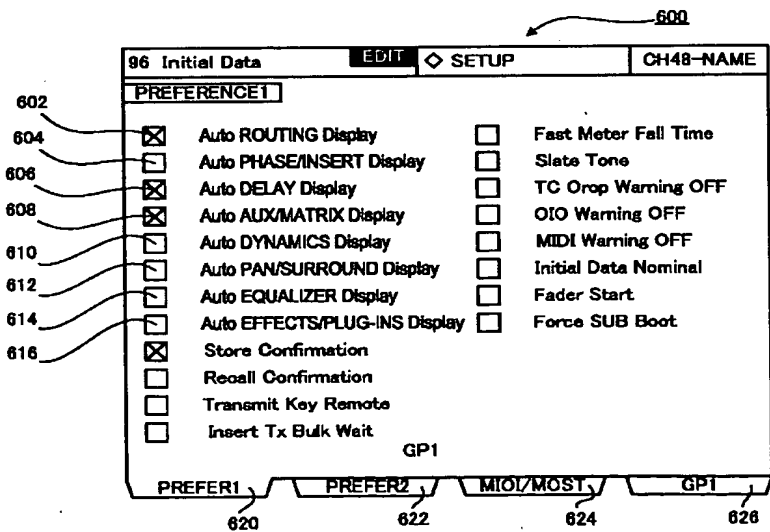 600
96 Initial Data EDIT ◇ SETUP CH48-NAME
PREFERENCE1
602 Auto ROUTING Display Fast Meter Fall Time
604 Auto PHASE/INSERT Display Slate Tone
606 Auto DELAY Display TC Orop Warning OFF
608 Auto AUX/MATRIX Display OIO Warning OFF
610 Auto DYNAMICS Display MIDI Warning OFF
612 Auto PAN/SURROUND Display Initial Data Nominal
614 Auto EQUALIZER Display Fader Start
616 Auto EFFECTS/PLUG-INS Display Force SUB Boot
Store Confirmation
Recall Confirmation
Transmit Key Remote
Insert Tx Bulk Wait
GP1
PREFER1 PREFER2 MIOI/MOST GP1
620 622 624 626